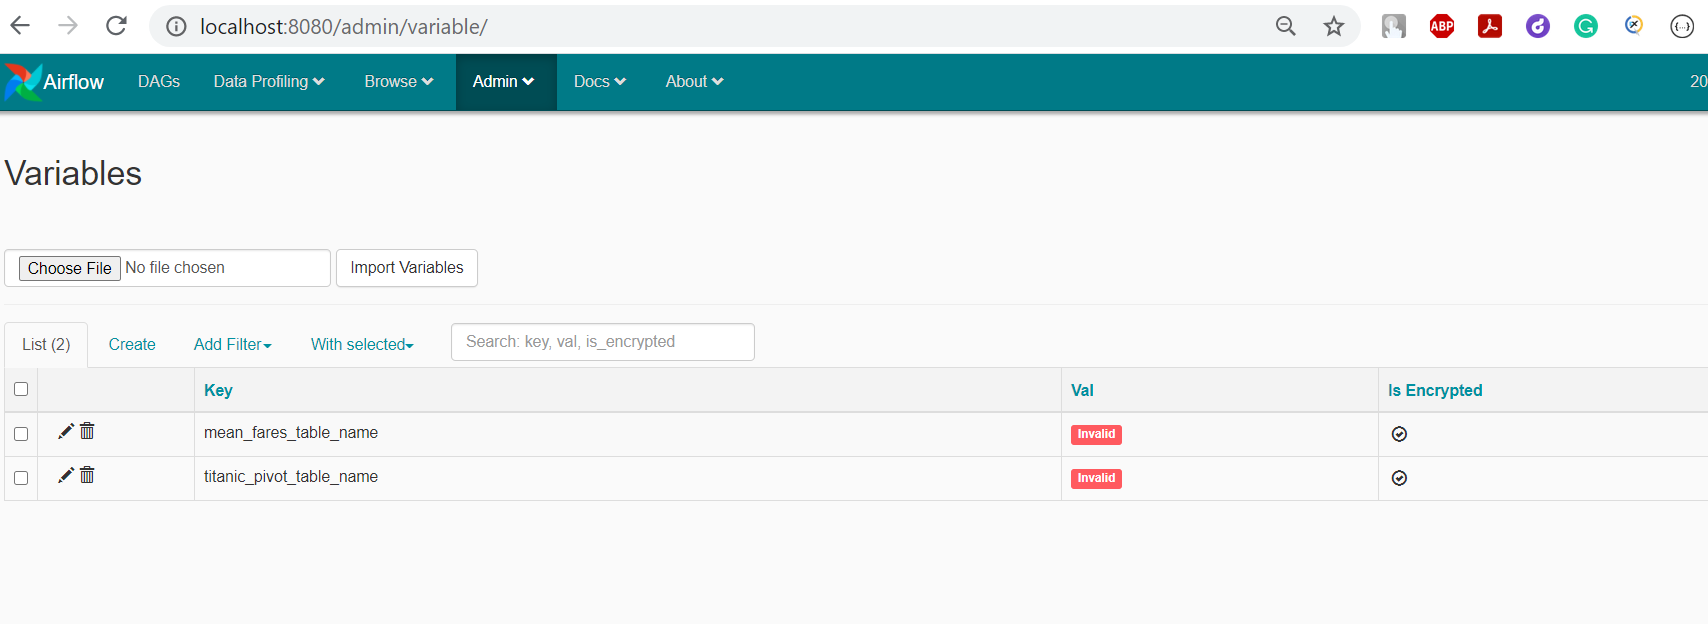 localhost:8080/admin/variable/
ABP
Airflow DAGs Data Profiling Browse Admin Docs About 20
Variables
Choose File No file chosen Import Variables
List (2) Create Add Filter With selected Search: key, val, is_encrypted
Key Val Is Encrypted
mean_fares_table_name Invalid
titanic_pivot_table_name Invalid